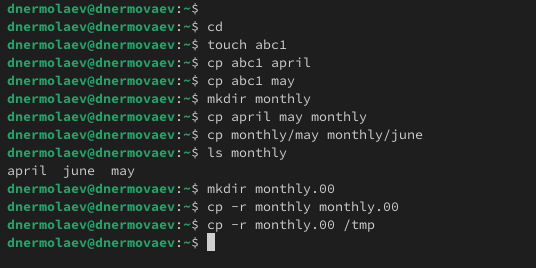 dnermolaev@dnermovaev:~$
dnermolaev@dnermovaev:~$ cd
dnermolaev@dnermovaev:~$ touch abc1
dnermolaev@dnermovaev:~$ cp abc1 april
dnermolaev@dnermovaev:~$ cp abc1 may
dnermolaev@dnermovaev:~$ mkdir monthly
dnermolaev@dnermovaev:~$ cp april may monthly
dnermolaev@dnermovaev:~$ cp monthly/may monthly/june
dnermolaev@dnermovaev:~$ ls monthly
april  june  may
dnermolaev@dnermovaev:~$ mkdir monthly.00
dnermolaev@dnermovaev:~$ cp -r monthly monthly.00
dnermolaev@dnermovaev:~$ cp -r monthly.00 /tmp
dnermolaev@dnermovaev:~$